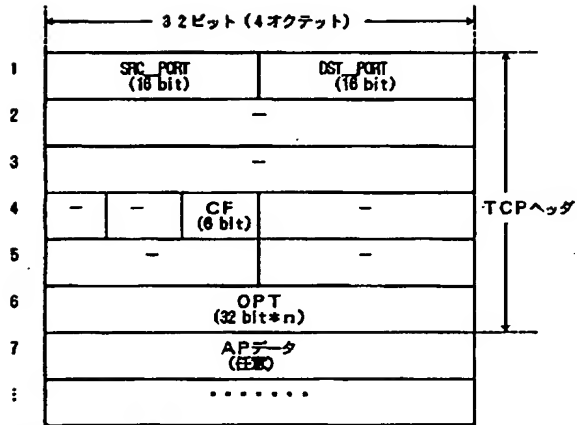 32ビット(4オクテット)
1 SRC_PORT (16 bit) DST_PORT (16 bit)
2 −
3 −
4 − − CF (6 bit) −
TCPヘッダ
5 − −
6 OPT (32 bit*n)
7 APデータ (任意)
⋮ ・・・・・・・